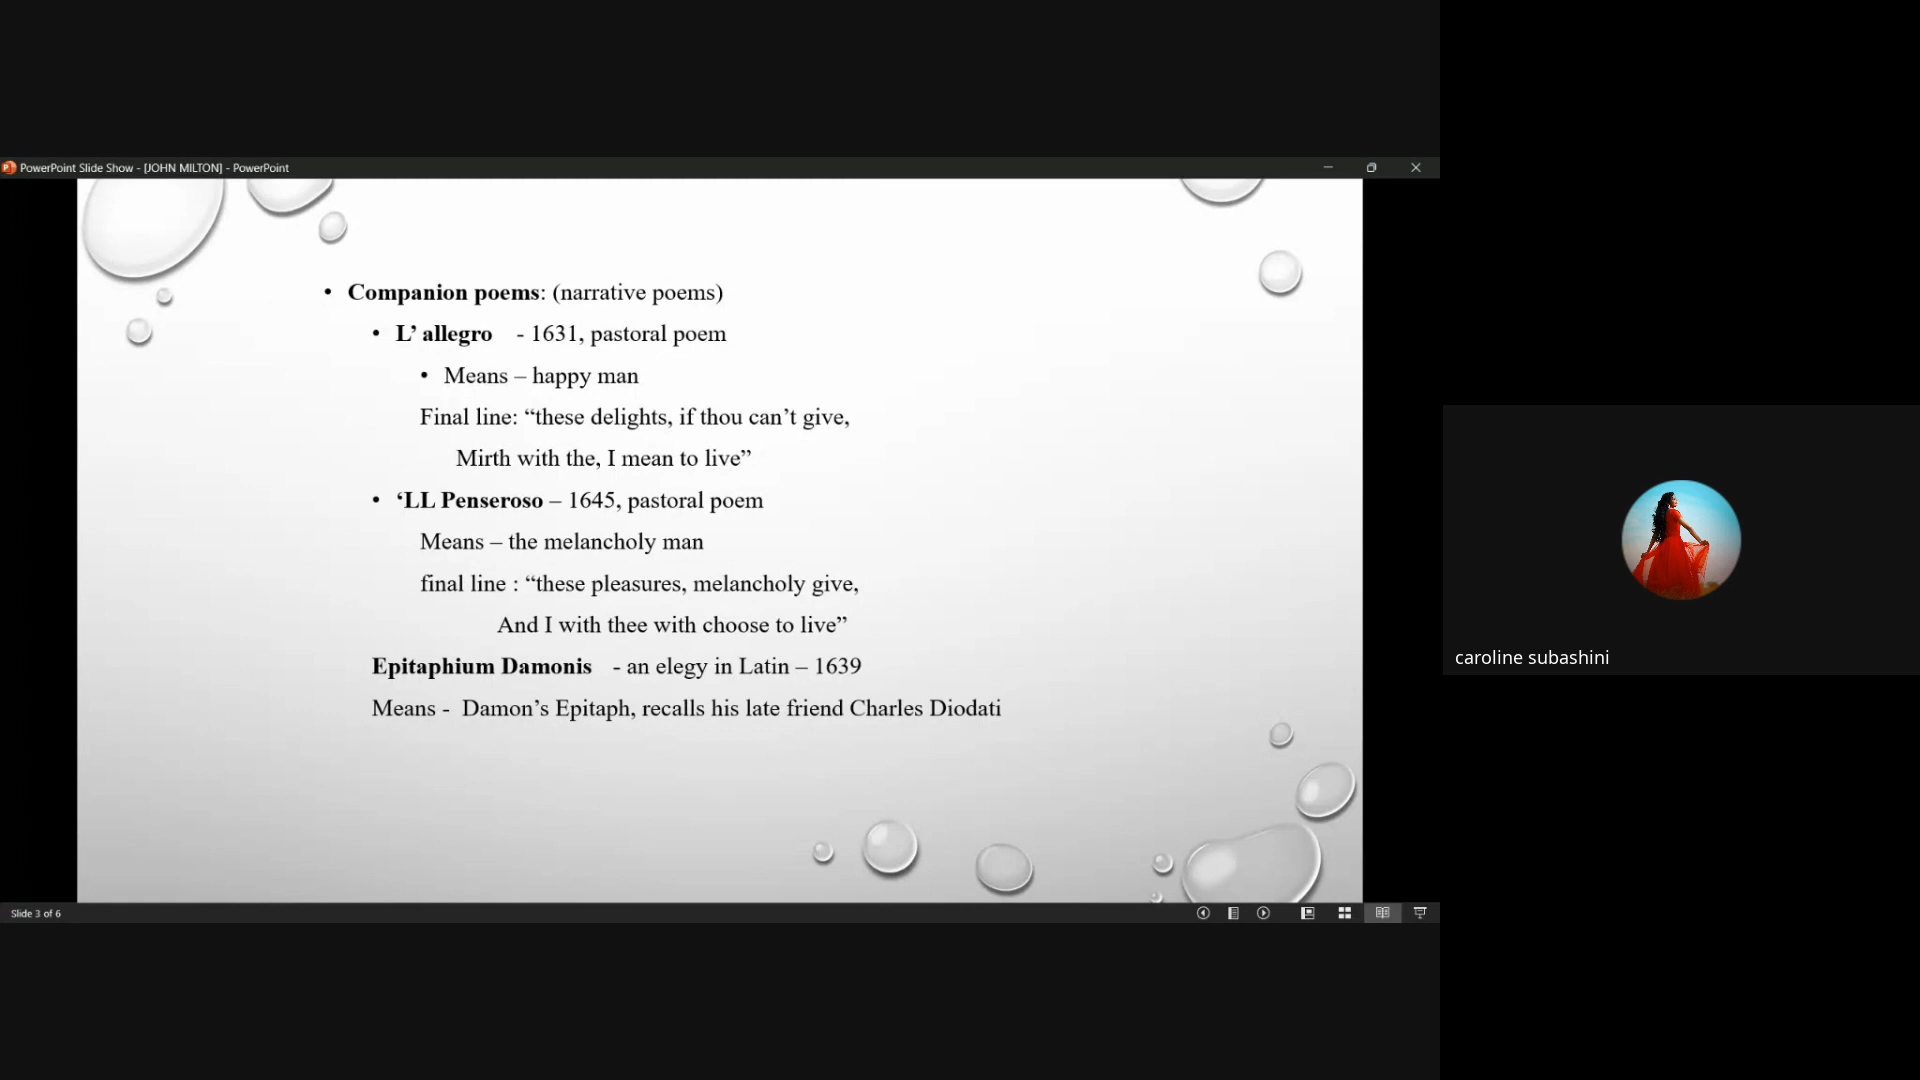 PowerPoint Slide Show - [JOHN MILTON] - PowerPoint
• Companion poems: (narrative poems)
• L’ allegro - 1631, pastoral poem
• Means – happy man
Final line: “these delights, if thou can’t give,
Mirth with the, I mean to live”
• ‘LL Penseroso – 1645, pastoral poem
Means – the melancholy man
final line : “these pleasures, melancholy give,
And I with thee with choose to live”
Epitaphium Damonis - an elegy in Latin – 1639
Means - Damon’s Epitaph, recalls his late friend Charles Diodati
caroline subashini
Slide 3 of 6